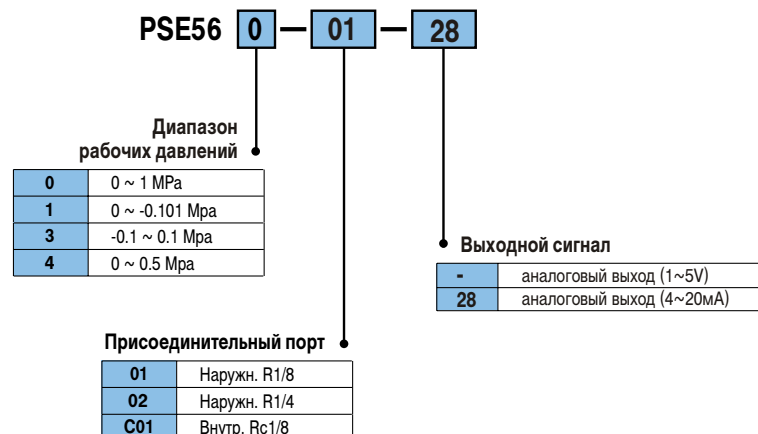 PSE56 0 — 01 — 28
Диапазон
рабочих давлений
0 0 ~ 1 MPa
1 0 ~ -0.101 Mpa
3 -0.1 ~ 0.1 Mpa
4 0 ~ 0.5 Mpa
Выходной сигнал
- аналоговый выход (1~5V)
28 аналоговый выход (4~20мА)
Присоединительный порт
01 Наружн. R1/8
02 Наружн. R1/4
C01 Внутр. Rc1/8